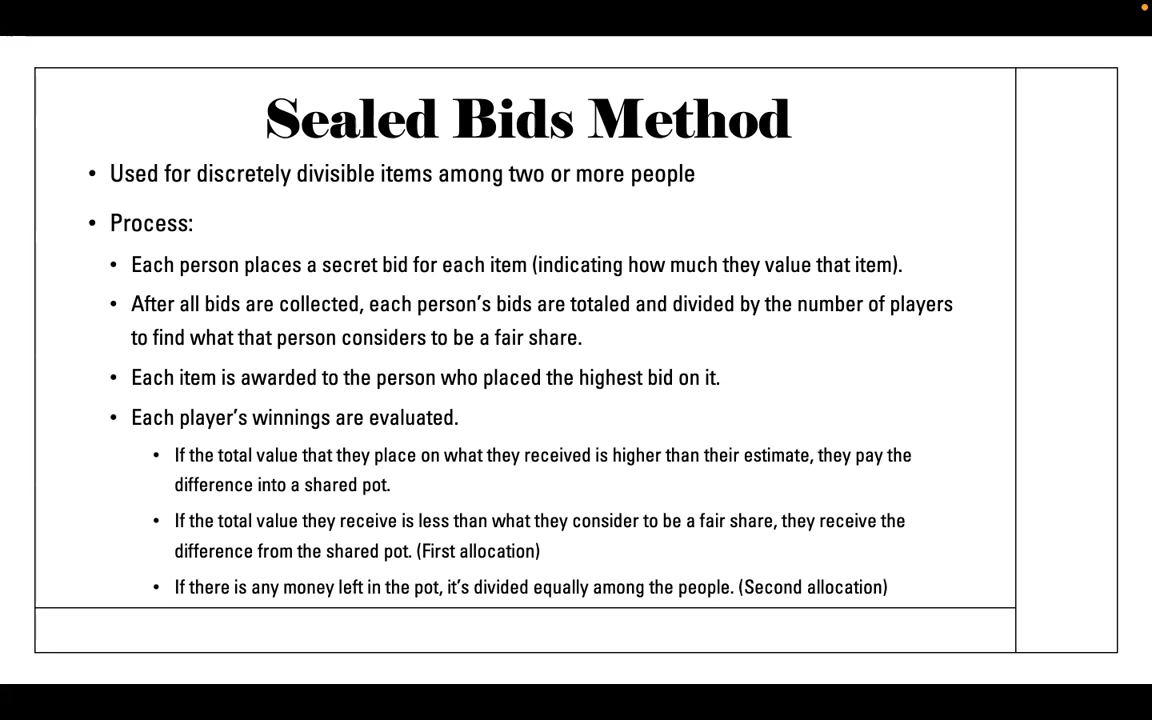 Sealed Bids Method
• Used for discretely divisible items among two or more people
• Process:
• Each person places a secret bid for each item (indicating how much they value that item).
• After all bids are collected, each person's bids are totaled and divided by the number of players
to find what that person considers to be a fair share.
• Each item is awarded to the person who placed the highest bid on it.
• Each player's winnings are evaluated.
• If the total value that they place on what they received is higher than their estimate, they pay the
difference into a shared pot.
• If the total value they receive is less than what they consider to be a fair share, they receive the
difference from the shared pot. (First allocation)
• If there is any money left in the pot, it's divided equally among the people. (Second allocation)